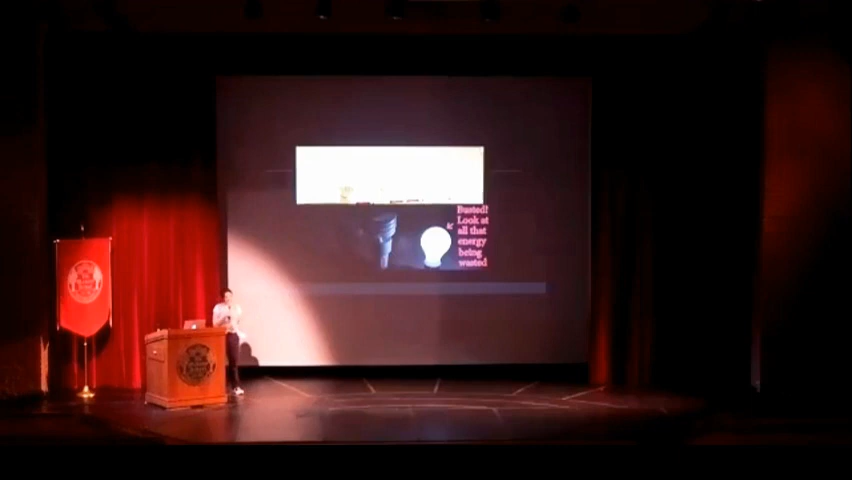 Busted!
Look at
all that
energy
being
wasted